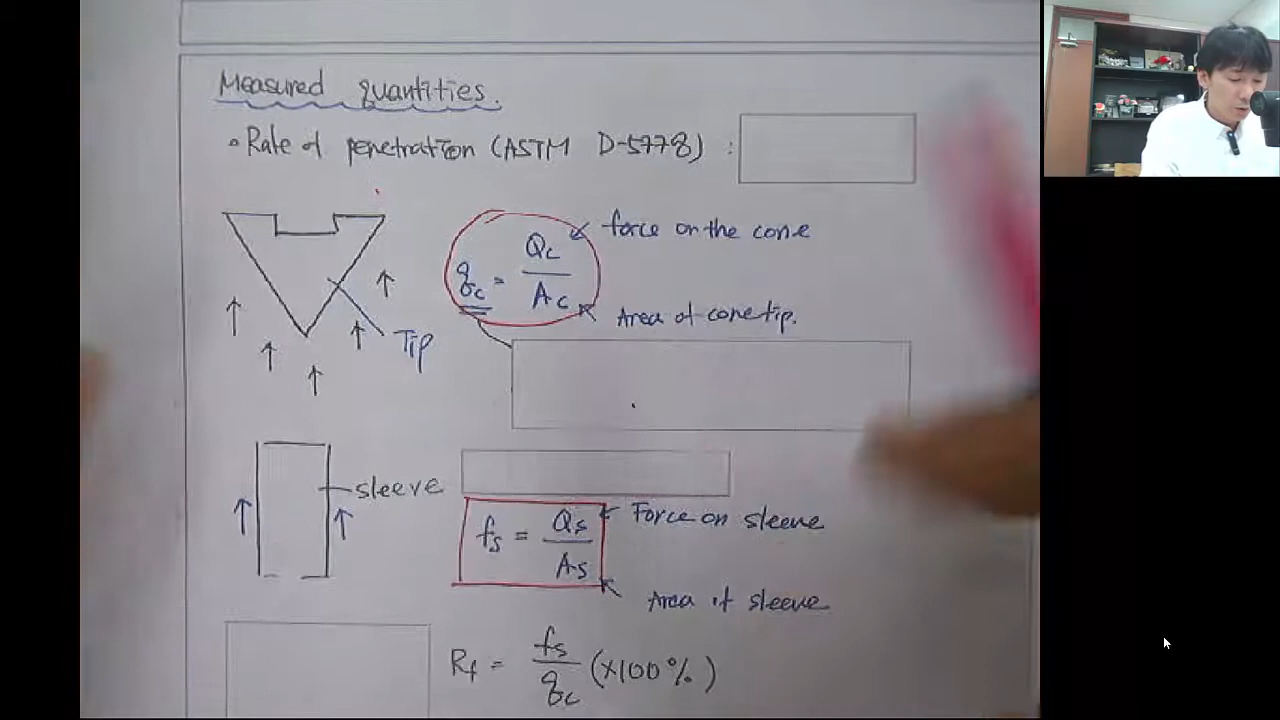 Measured quantities.
• Rate of penetration (ASTM D-5778) :
qc = Qc / Ac
force on the cone
Area of cone tip.
Tip
sleeve
fs = Qs / As
Force on sleeve
Area of sleeve
Rf = fs / qc (×100%)